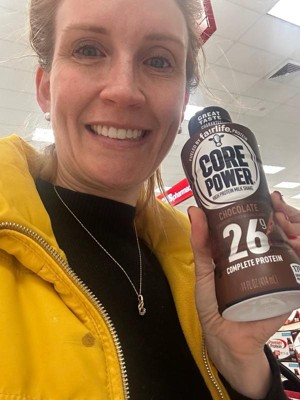 GREAT
TASTE
fairlife
CORE
POWER
HIGH PROTEIN MILK SHAKE
CHOCOLATE
26g
COMPLETE PROTEIN